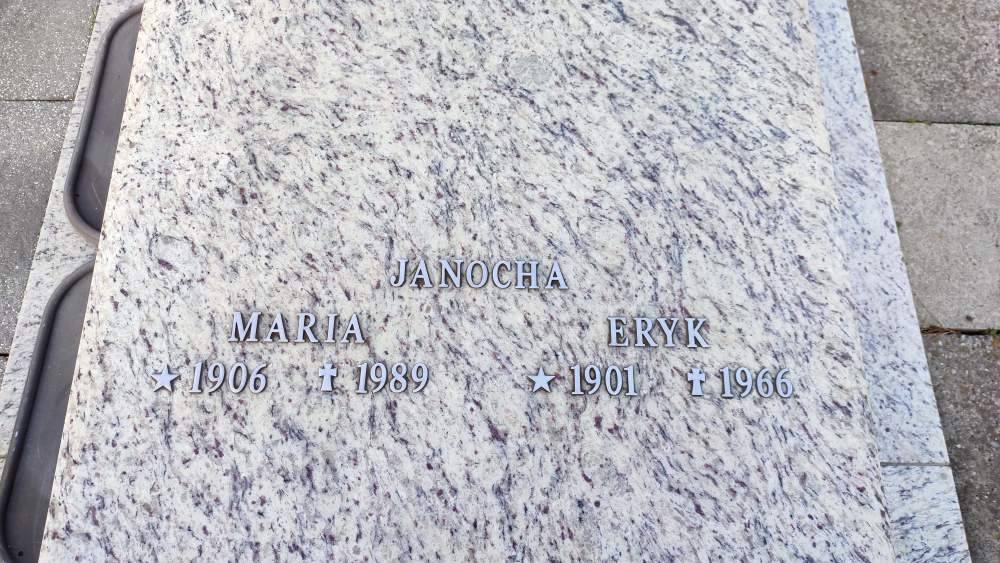 JANOCHA
MARIA ERYK
★ 1906 ✝ 1989 ★ 1901 ✝ 1966